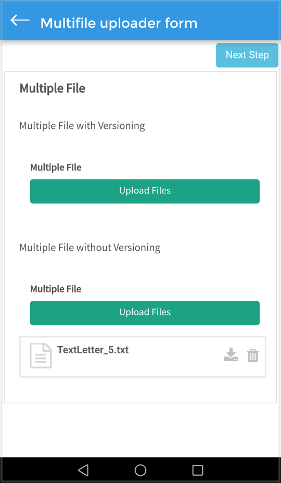 Multifile uploader form
Next Step
Multiple File
Multiple File with Versioning
Multiple File
Upload Files
Multiple File without Versioning
Multiple File
Upload Files
TextLetter_5.txt